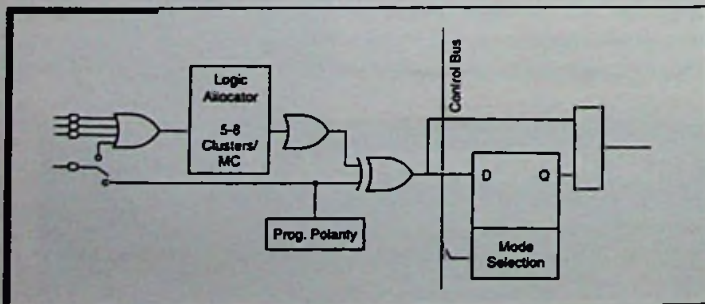 Logic
Allocator
5-8
Clusters/
MC
Prog. Polarity
Control Bus
D Q
Mode
Selection